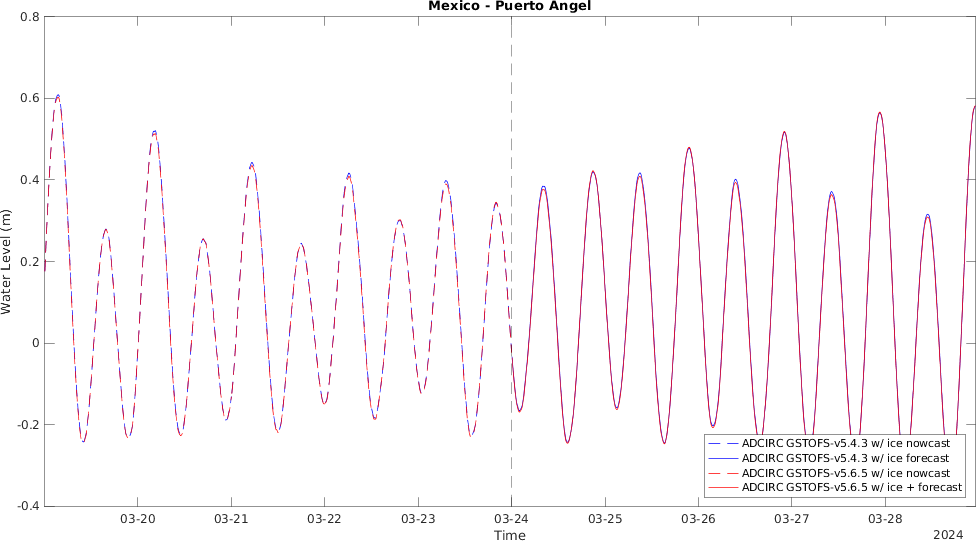 Mexico - Puerto Angel
0.8
0.6
0.4
0.2
0
-0.2
-0.4
Water Level (m)
03-20
03-21
03-22
03-23
03-24
03-25
03-26
03-27
03-28
Time
2024
ADCIRC GSTOFS-v5.4.3 w/ ice nowcast
ADCIRC GSTOFS-v5.4.3 w/ ice forecast
ADCIRC GSTOFS-v5.6.5 w/ ice nowcast
ADCIRC GSTOFS-v5.6.5 w/ ice + forecast